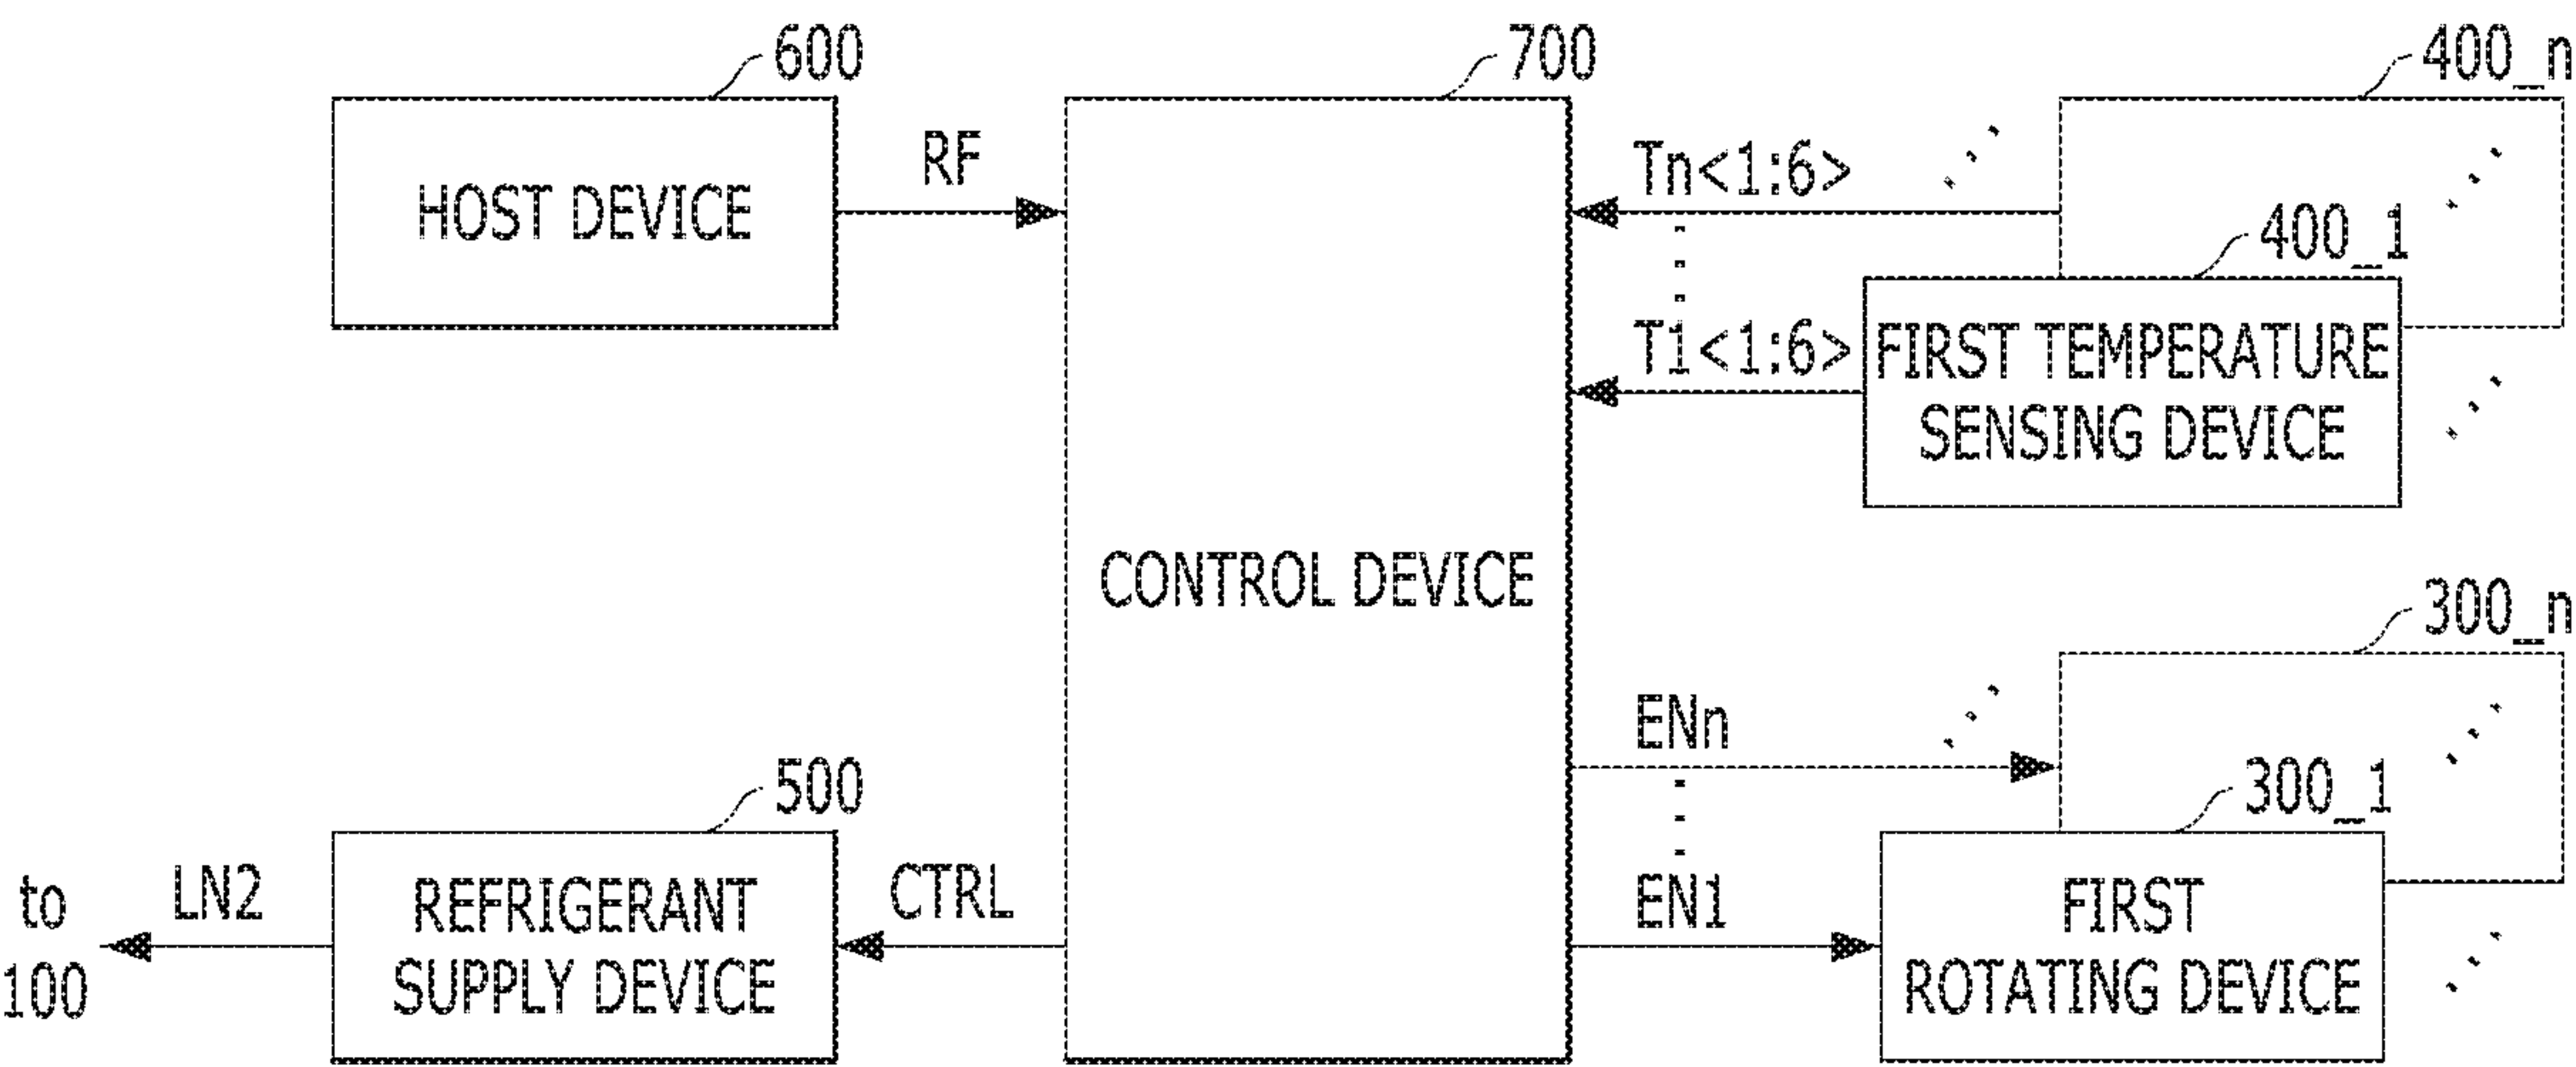 600
700
400_n
RF
Tn<1:6>
HOST DEVICE
400_1
T1<1:6>
FIRST TEMPERATURE
SENSING DEVICE
CONTROL DEVICE
300_n
ENn
500
300_1
to
100
LN2
REFRIGERANT
SUPPLY DEVICE
CTRL
EN1
FIRST
ROTATING DEVICE